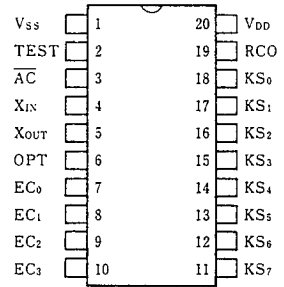 Vss 1 20 VDD
TEST 2 19 RCO
AC 3 18 KS0
XIN 4 17 KS1
XOUT 5 16 KS2
OPT 6 15 KS3
EC0 7 14 KS4
EC1 8 13 KS5
EC2 9 12 KS6
EC3 10 11 KS7